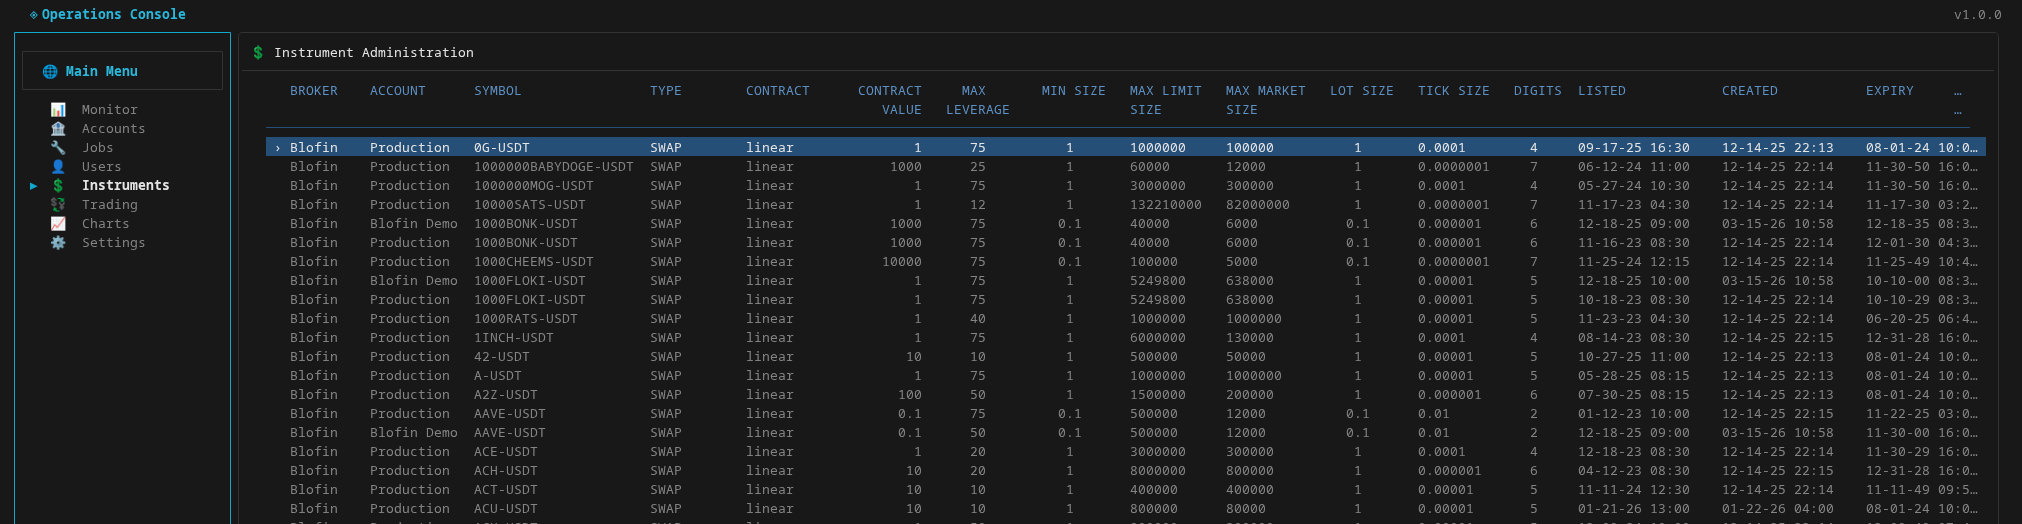 ◈ Operations Console v1.0.0
💲 Instrument Administration
🌐 Main Menu
📊 Monitor
🏦 Accounts
🔧 Jobs
👤 Users
▶ 💲 Instruments
💱 Trading
📈 Charts
⚙️ Settings
BROKER ACCOUNT SYMBOL TYPE CONTRACT CONTRACT MAX MIN SIZE MAX LIMIT MAX MARKET LOT SIZE TICK SIZE DIGITS LISTED CREATED EXPIRY …
VALUE LEVERAGE SIZE SIZE …
› Blofin Production 0G-USDT SWAP linear 1 75 1 1000000 100000 1 0.0001 4 09-17-25 16:30 12-14-25 22:13 08-01-24 10:0…
Blofin Production 1000000BABYDOGE-USDT SWAP linear 1000 25 1 60000 12000 1 0.0000001 7 06-12-24 11:00 12-14-25 22:14 11-30-50 16:0…
Blofin Production 1000000MOG-USDT SWAP linear 1 75 1 3000000 300000 1 0.0001 4 05-27-24 10:30 12-14-25 22:14 11-30-50 16:0…
Blofin Production 10000SATS-USDT SWAP linear 1 12 1 132210000 82000000 1 0.0000001 7 11-17-23 04:30 12-14-25 22:14 11-17-30 03:2…
Blofin Blofin Demo 1000BONK-USDT SWAP linear 1000 75 0.1 40000 6000 0.1 0.000001 6 12-18-25 09:00 03-15-26 10:58 12-18-35 08:3…
Blofin Production 1000BONK-USDT SWAP linear 1000 75 0.1 40000 6000 0.1 0.000001 6 11-16-23 08:30 12-14-25 22:14 12-01-30 04:3…
Blofin Production 1000CHEEMS-USDT SWAP linear 10000 75 0.1 100000 5000 0.1 0.0000001 7 11-25-24 12:15 12-14-25 22:14 11-25-49 10:4…
Blofin Blofin Demo 1000FLOKI-USDT SWAP linear 1 75 1 5249800 638000 1 0.00001 5 12-18-25 10:00 03-15-26 10:58 10-10-00 08:3…
Blofin Production 1000FLOKI-USDT SWAP linear 1 75 1 5249800 638000 1 0.00001 5 10-18-23 08:30 12-14-25 22:14 10-10-29 08:3…
Blofin Production 1000RATS-USDT SWAP linear 1 40 1 1000000 1000000 1 0.00001 5 11-23-23 04:30 12-14-25 22:14 06-20-25 06:4…
Blofin Production 1INCH-USDT SWAP linear 1 75 1 6000000 130000 1 0.0001 4 08-14-23 08:30 12-14-25 22:15 12-31-28 16:0…
Blofin Production 42-USDT SWAP linear 10 10 1 500000 50000 1 0.00001 5 10-27-25 11:00 12-14-25 22:13 08-01-24 10:0…
Blofin Production A-USDT SWAP linear 1 75 1 1000000 1000000 1 0.00001 5 05-28-25 08:15 12-14-25 22:13 08-01-24 10:0…
Blofin Production A2Z-USDT SWAP linear 100 50 1 1500000 200000 1 0.000001 6 07-30-25 08:15 12-14-25 22:13 08-01-24 10:0…
Blofin Production AAVE-USDT SWAP linear 0.1 75 0.1 500000 12000 0.1 0.01 2 01-12-23 10:00 12-14-25 22:15 11-22-25 03:0…
Blofin Blofin Demo AAVE-USDT SWAP linear 0.1 50 0.1 500000 12000 0.1 0.01 2 12-18-25 09:00 03-15-26 10:58 11-30-00 16:0…
Blofin Production ACE-USDT SWAP linear 1 20 1 3000000 300000 1 0.0001 4 12-18-23 08:30 12-14-25 22:14 11-30-29 16:0…
Blofin Production ACH-USDT SWAP linear 10 20 1 8000000 800000 1 0.000001 6 04-12-23 08:30 12-14-25 22:15 12-31-28 16:0…
Blofin Production ACT-USDT SWAP linear 10 10 1 400000 400000 1 0.00001 5 11-11-24 12:30 12-14-25 22:14 11-11-49 09:5…
Blofin Production ACU-USDT SWAP linear 10 10 1 800000 80000 1 0.00001 5 01-21-26 13:00 01-22-26 04:00 08-01-24 10:0…